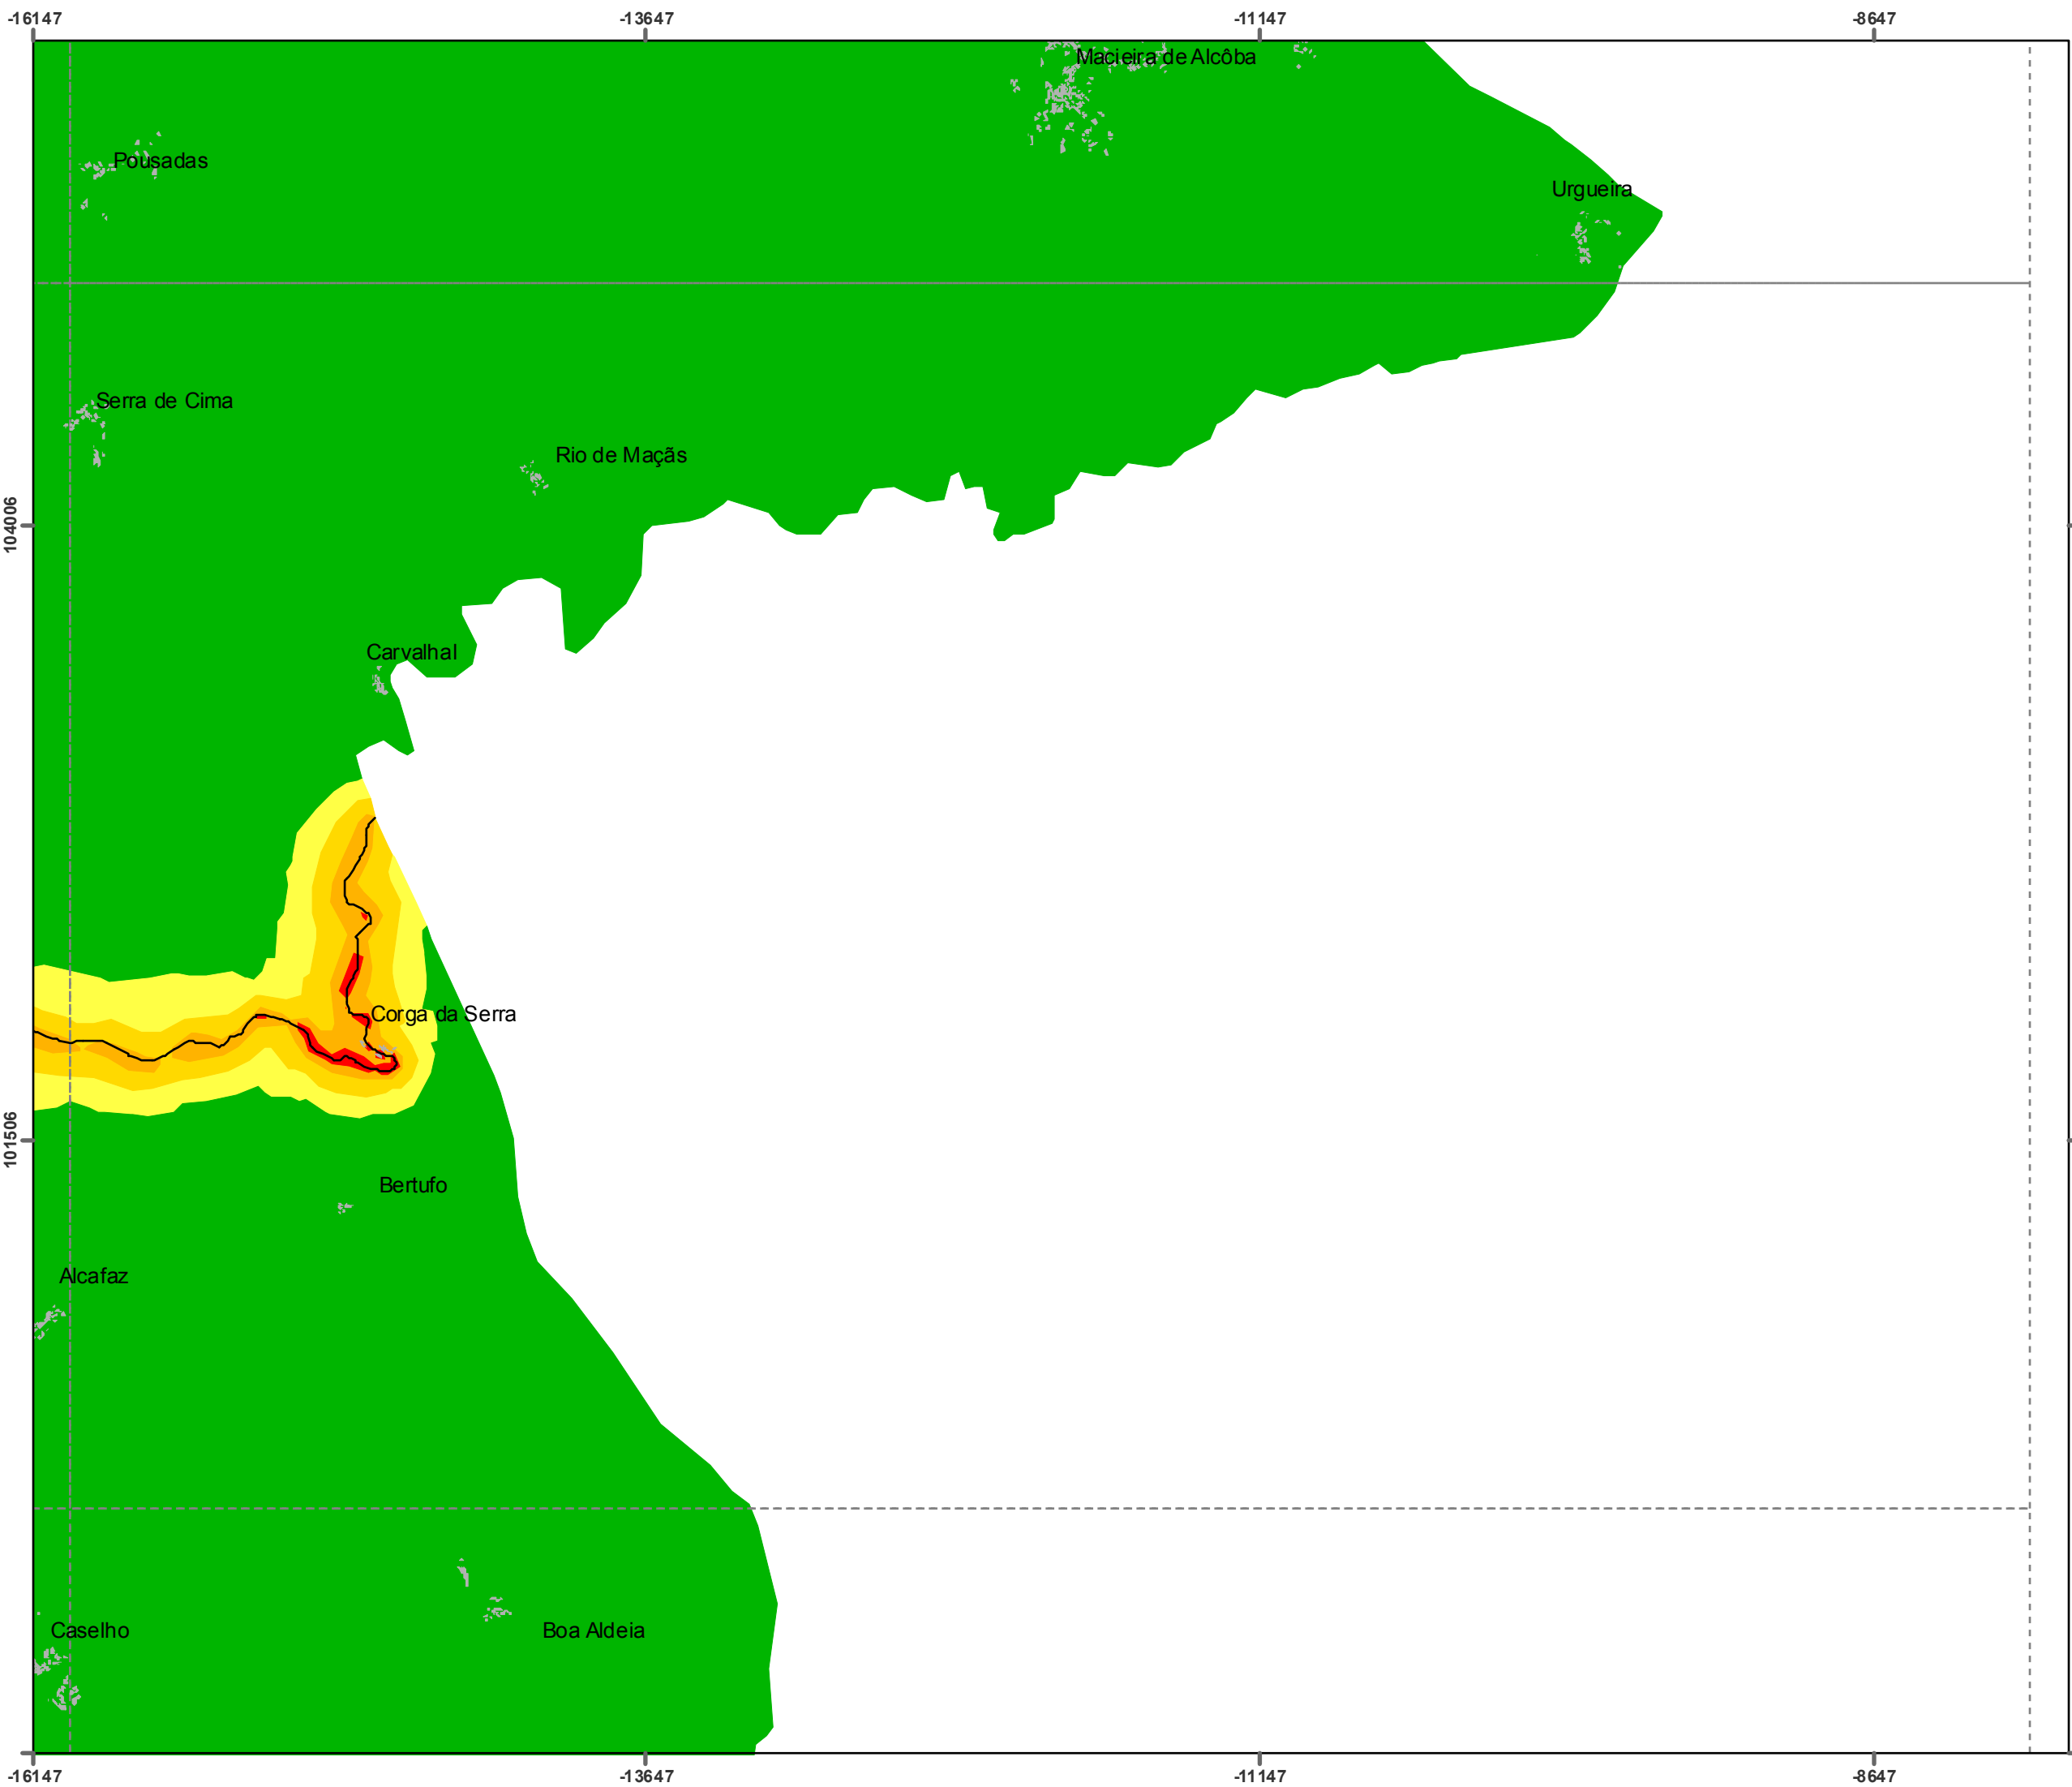 -16147 -13647 -11147 -8647
Macieira de Alcôba
Pousadas
Urgueira
Serra de Cima
Rio de Maçãs
104006
Carvalhal
Corga da Serra
101506
Bertufo
Alcafaz
Caselho
Boa Aldeia
-16147 -13647 -11147 -8647